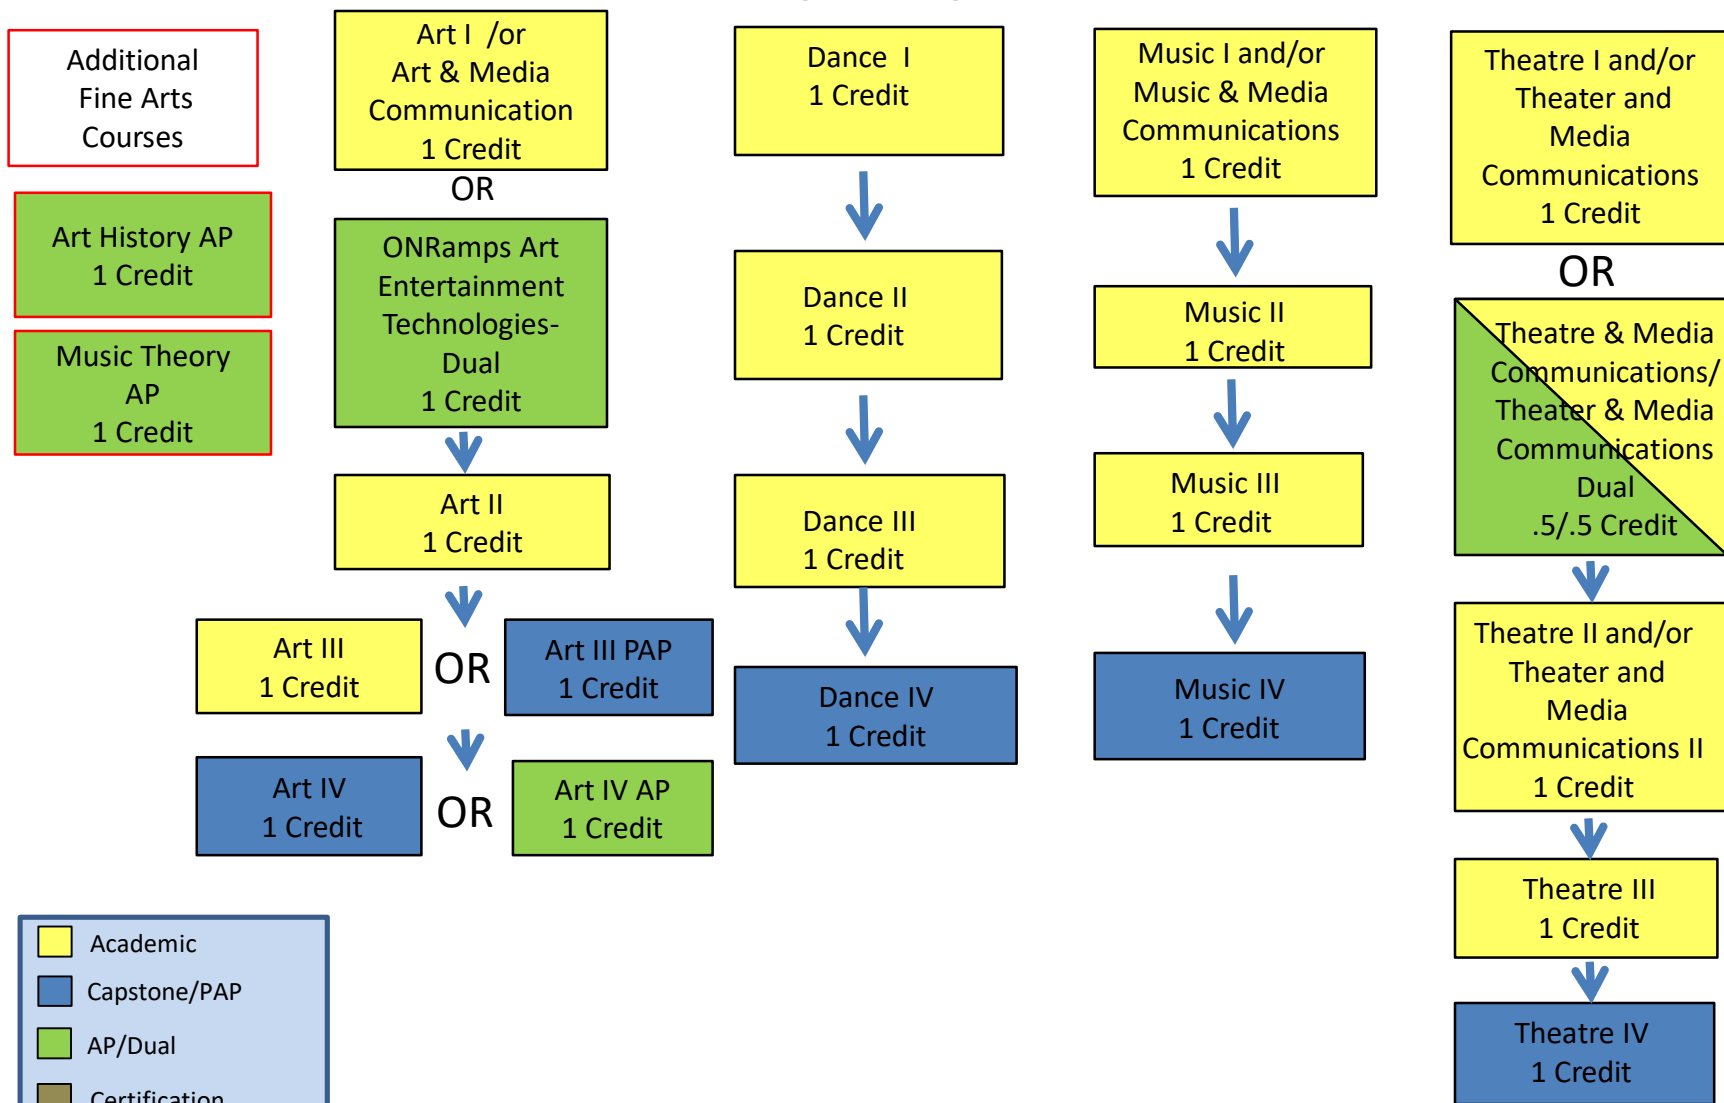 Additional
Fine Arts
Courses
Art History AP
1 Credit
Music Theory
AP
1 Credit
Art I /or
Art & Media
Communication
1 Credit
OR
ONRamps Art
Entertainment
Technologies-
Dual
1 Credit
Art II
1 Credit
Art III
1 Credit
OR
Art III PAP
1 Credit
Art IV
1 Credit
OR
Art IV AP
1 Credit
Dance I
1 Credit
Dance II
1 Credit
Dance III
1 Credit
Dance IV
1 Credit
Music I and/or
Music & Media
Communications
1 Credit
Music II
1 Credit
Music III
1 Credit
Music IV
1 Credit
Theatre I and/or
Theater and
Media
Communications
1 Credit
OR
Theatre & Media
Communications/
Theater & Media
Communications
Dual
.5/.5 Credit
Theatre II and/or
Theater and
Media
Communications II
1 Credit
Theatre III
1 Credit
Theatre IV
1 Credit
Academic
Capstone/PAP
AP/Dual
Certification